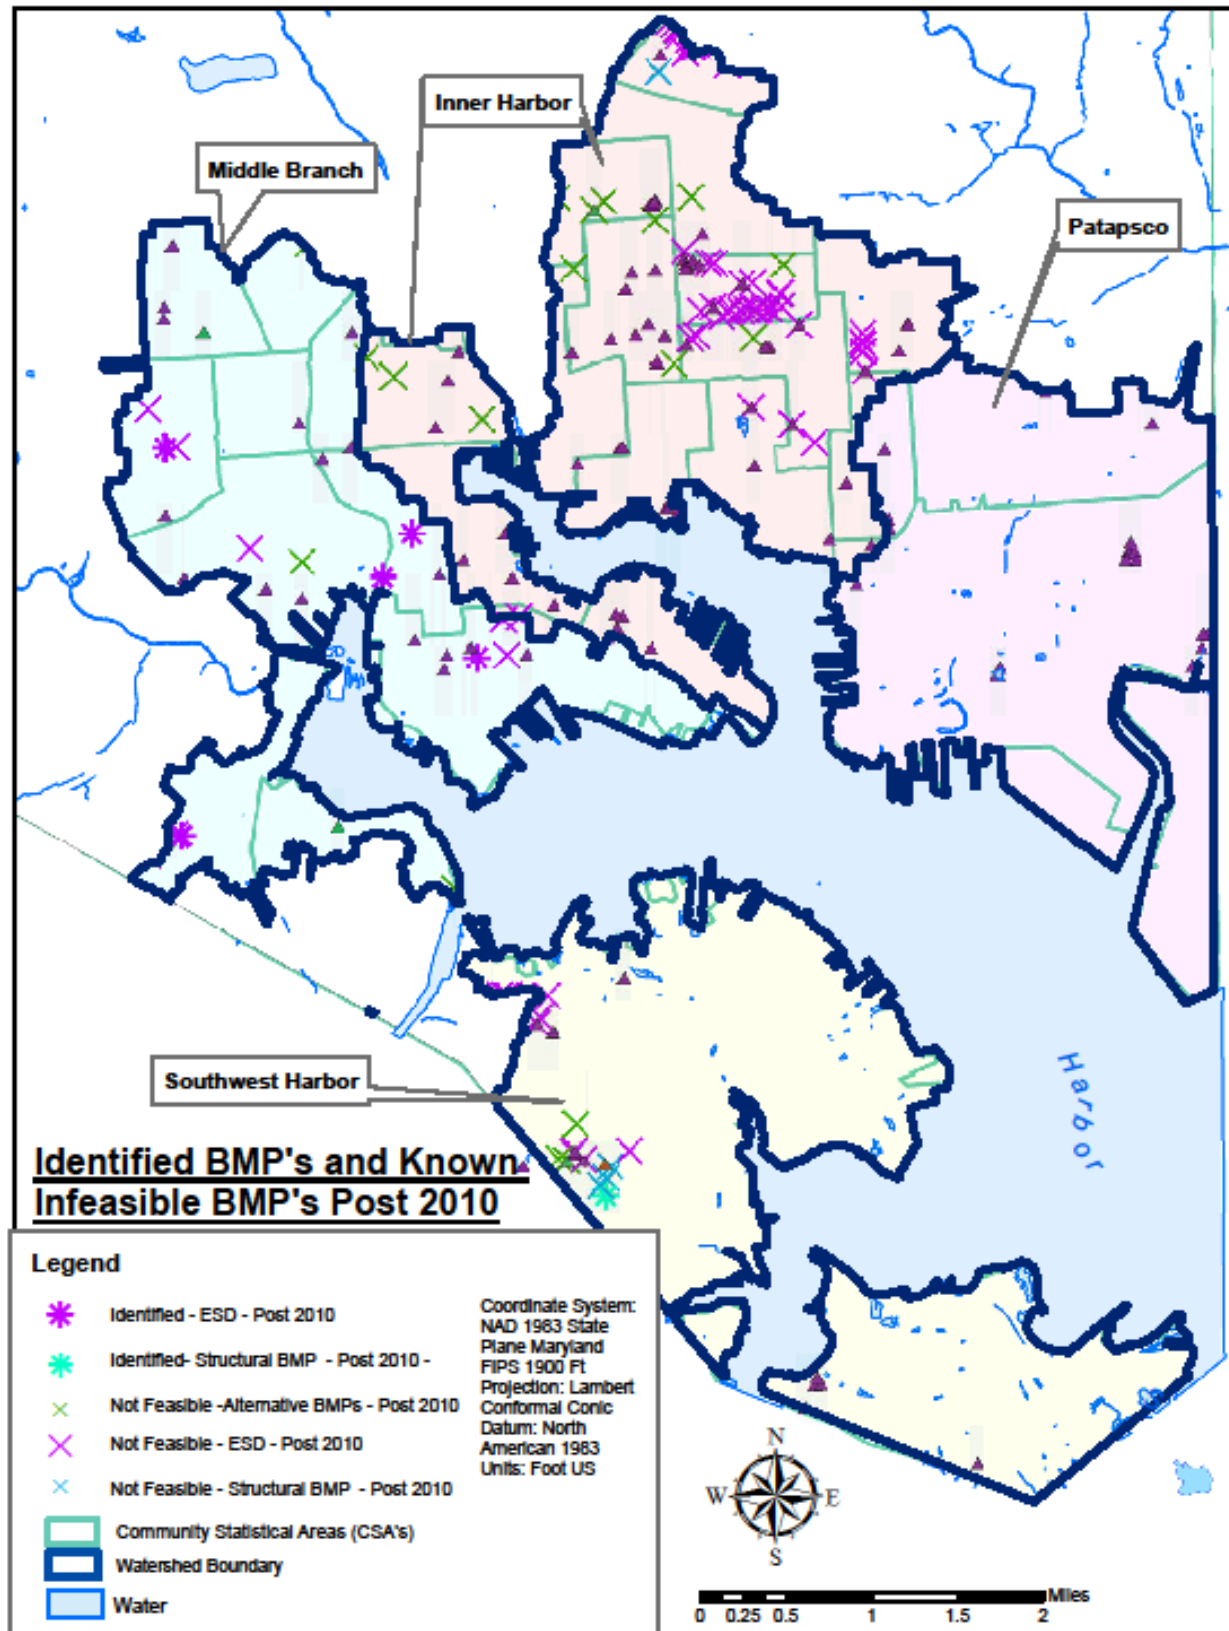 Inner Harbor
Middle Branch
Patapsco
Harbor
Southwest Harbor
Identified BMP's and Known
Infeasible BMP's Post 2010
Legend
Identified - ESD - Post 2010
Identified- Structural BMP - Post 2010 -
Not Feasible -Alternative BMPs - Post 2010
Not Feasible - ESD - Post 2010
Not Feasible - Structural BMP - Post 2010
Community Statistical Areas (CSA's)
Watershed Boundary
Water
Coordinate System:
NAD 1983 State
Plane Maryland
FIPS 1900 Ft
Projection: Lambert
Conformal Conic
Datum: North
American 1983
Units: Foot US
N
W E
S
Miles
0 0.25 0.5 1 1.5 2